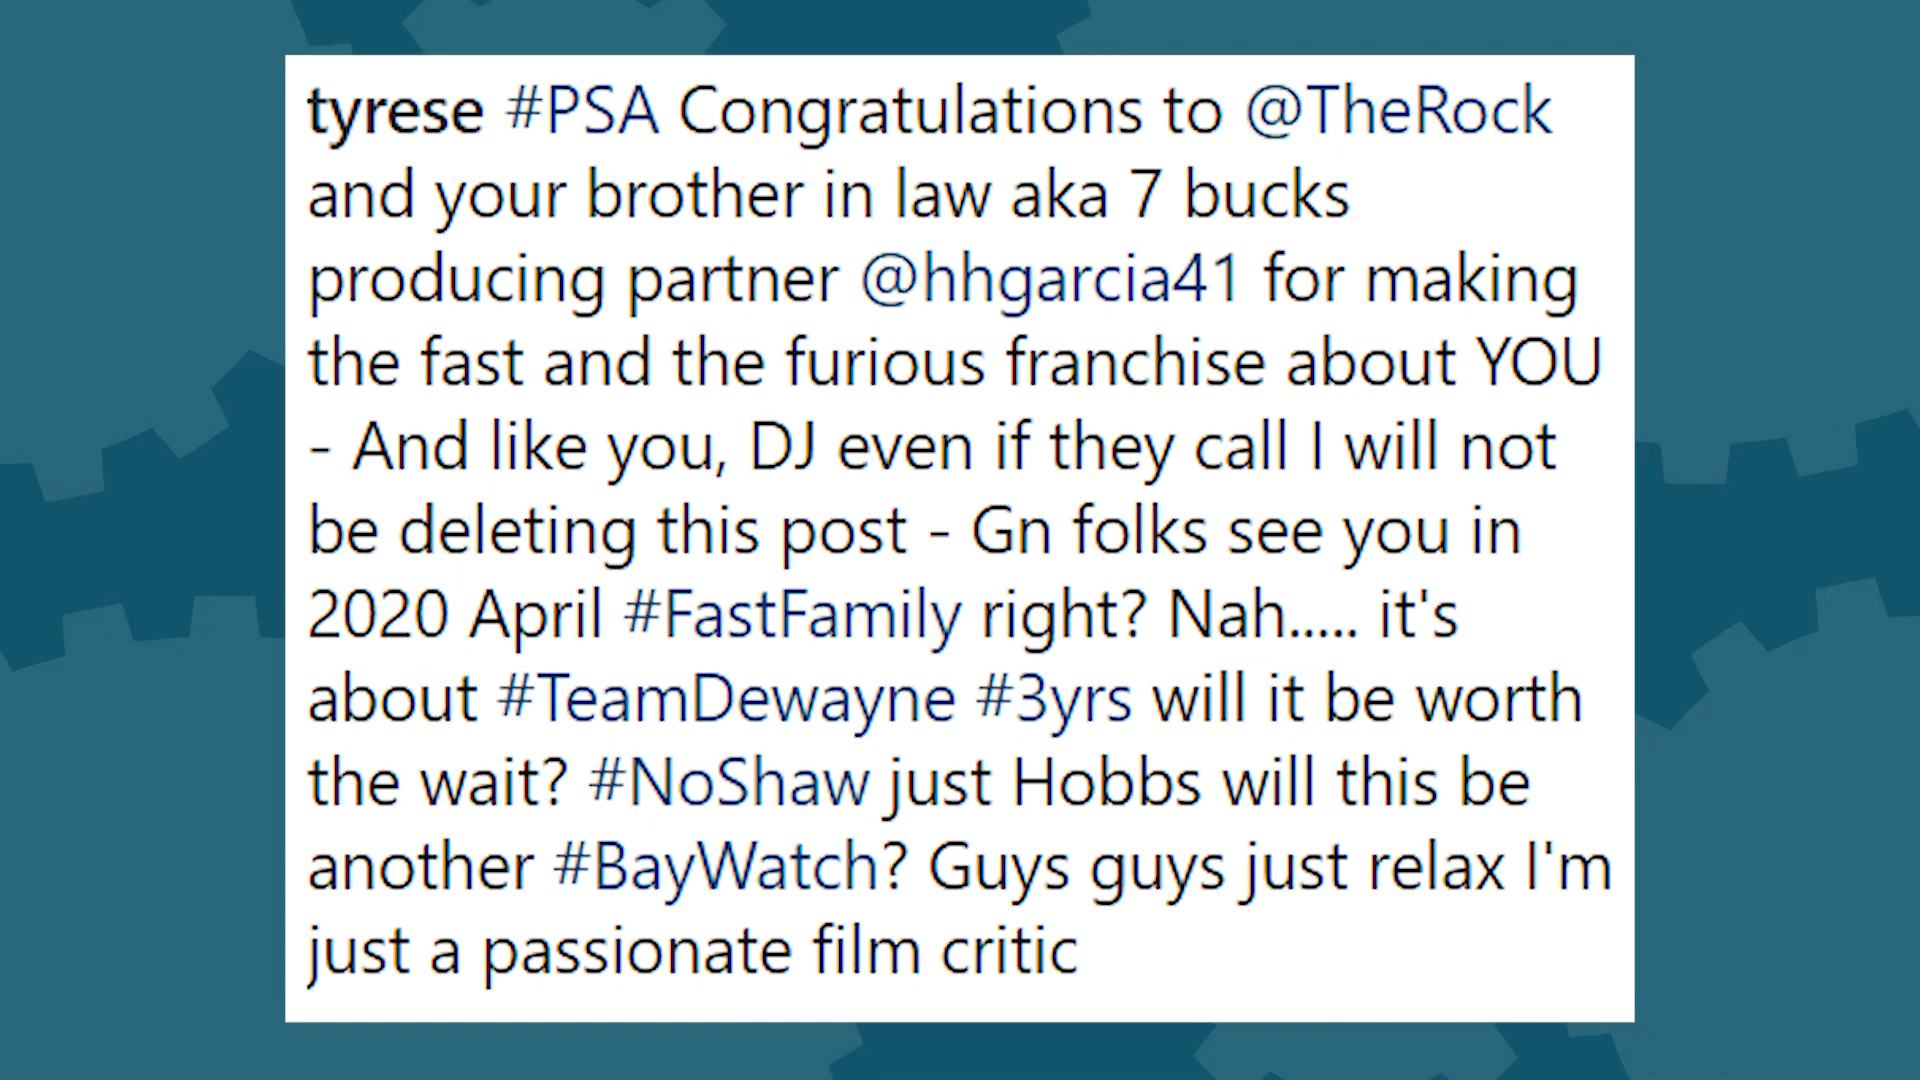 tyrese #PSA Congratulations to @TheRock
and your brother in law aka 7 bucks
producing partner @hhgarcia41 for making
the fast and the furious franchise about YOU
- And like you, DJ even if they call I will not
be deleting this post - Gn folks see you in
2020 April #FastFamily right? Nah..... it's
about #TeamDewayne #3yrs will it be worth
the wait? #NoShaw just Hobbs will this be
another #BayWatch? Guys guys just relax I'm
just a passionate film critic